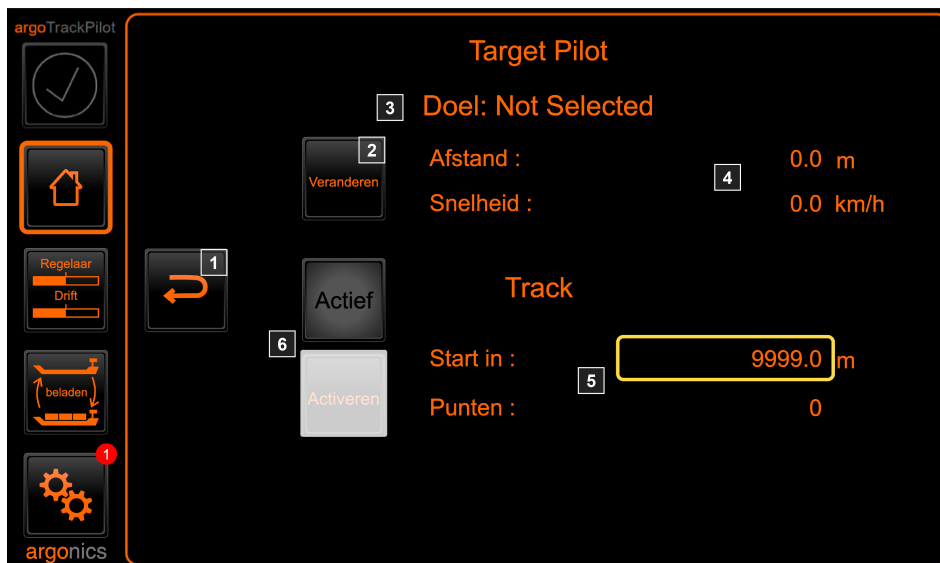 argoTrackPilot
Target Pilot
3 Doel: Not Selected
2
Veranderen
Afstand : 0.0 m
4
Snelheid : 0.0 km/h
Regelaar
Drift
1
Actief
Track
6
Activeren
Start in : 9999.0 m
5
Punten : 0
beladen
1
argonics